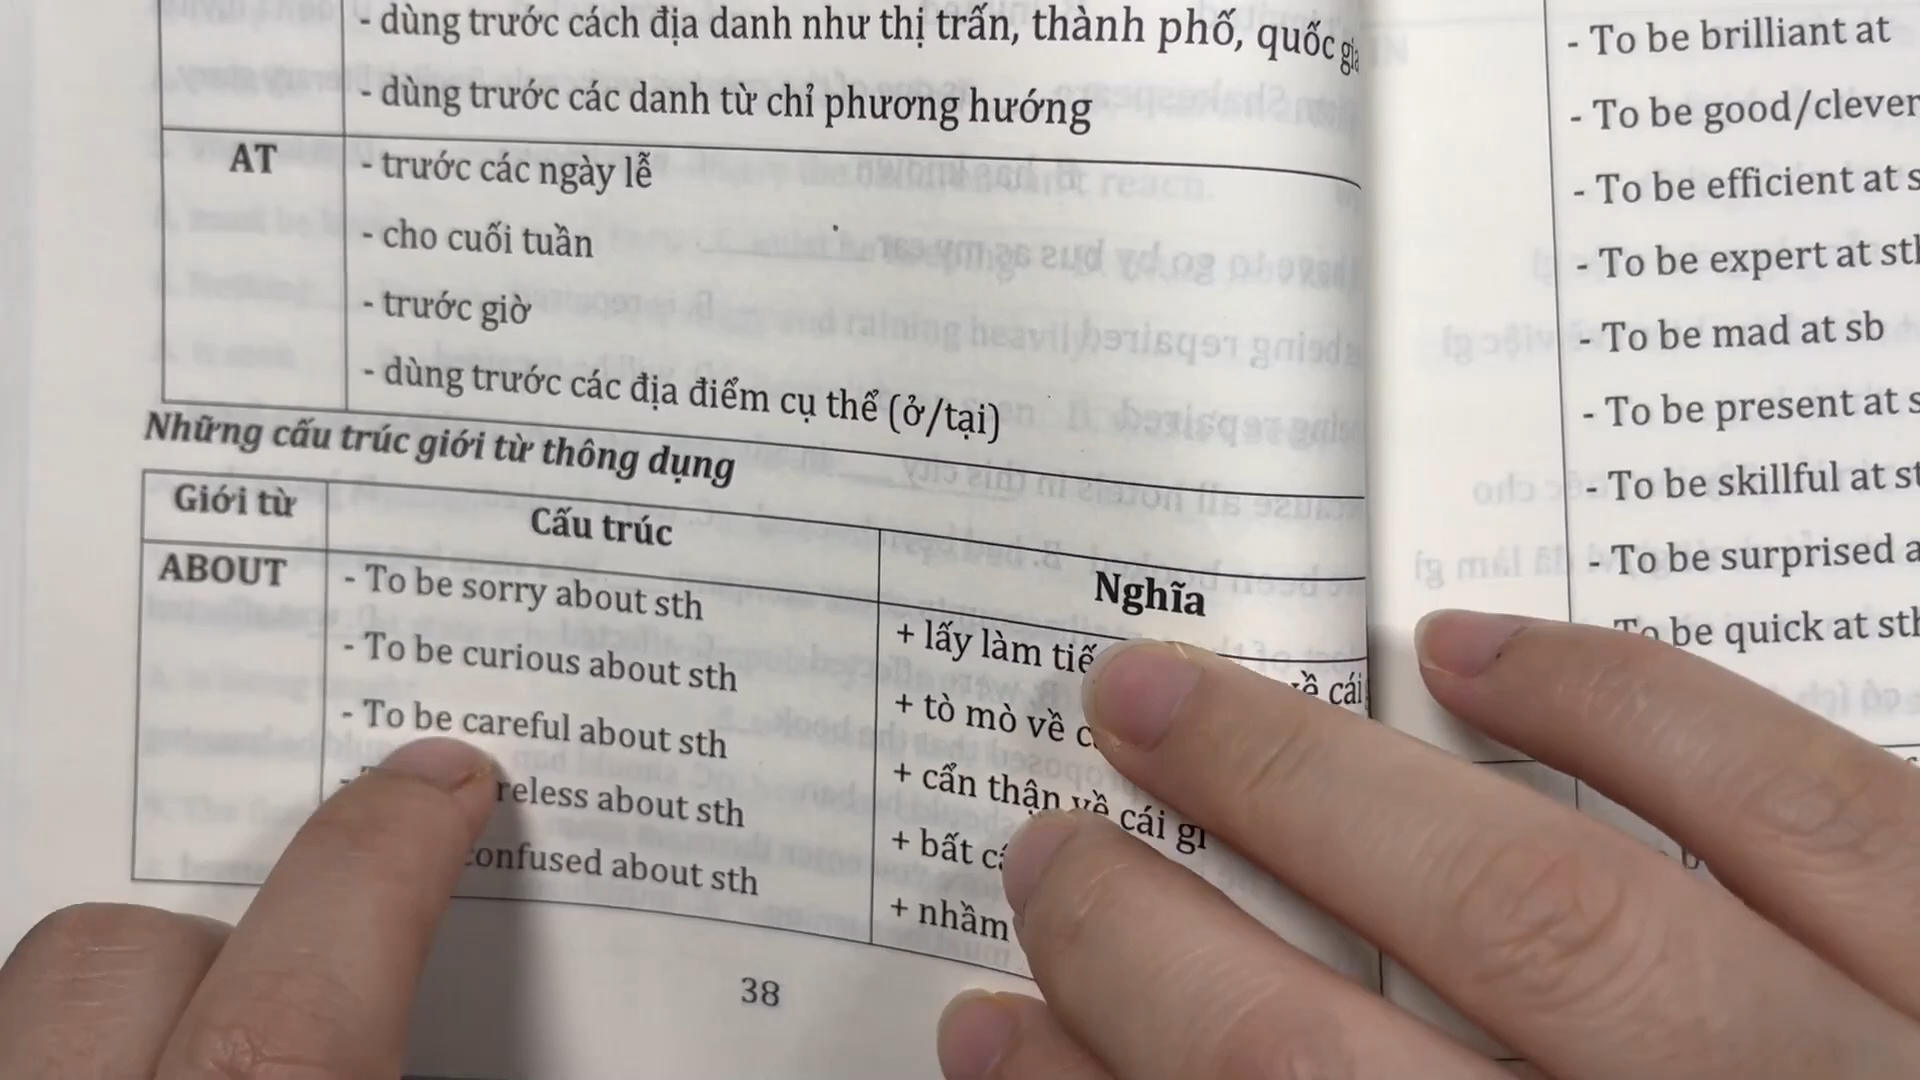 - dùng trước cách địa danh như thị trấn, thành phố, quốc gia
- dùng trước các danh từ chỉ phương hướng
AT
- trước các ngày lễ
- cho cuối tuần
- trước giờ
- dùng trước các địa điểm cụ thể (ở/tại)
Những cấu trúc giới từ thông dụng
Giới từ Cấu trúc Nghĩa
ABOUT
- To be sorry about sth + lấy làm cái
- To be curious about sth + tò mò về
- To be careful about sth + cẩn thận về cái gì
about sth + bất
confused about sth + nhầm
38
- To be brilliant at
- To be good/clever
- To be efficient at
- To be expert at
- To be mad at sb
- To be present at
- To be skillful at
- To be surprised
be quick at